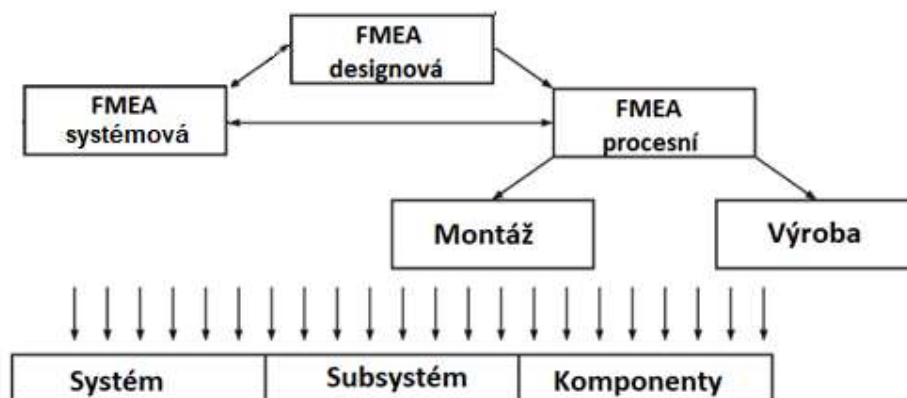 FMEA
designová
FMEA
systémová
FMEA
procesní
Montáž
Výroba
Systém
Subsystém
Komponenty